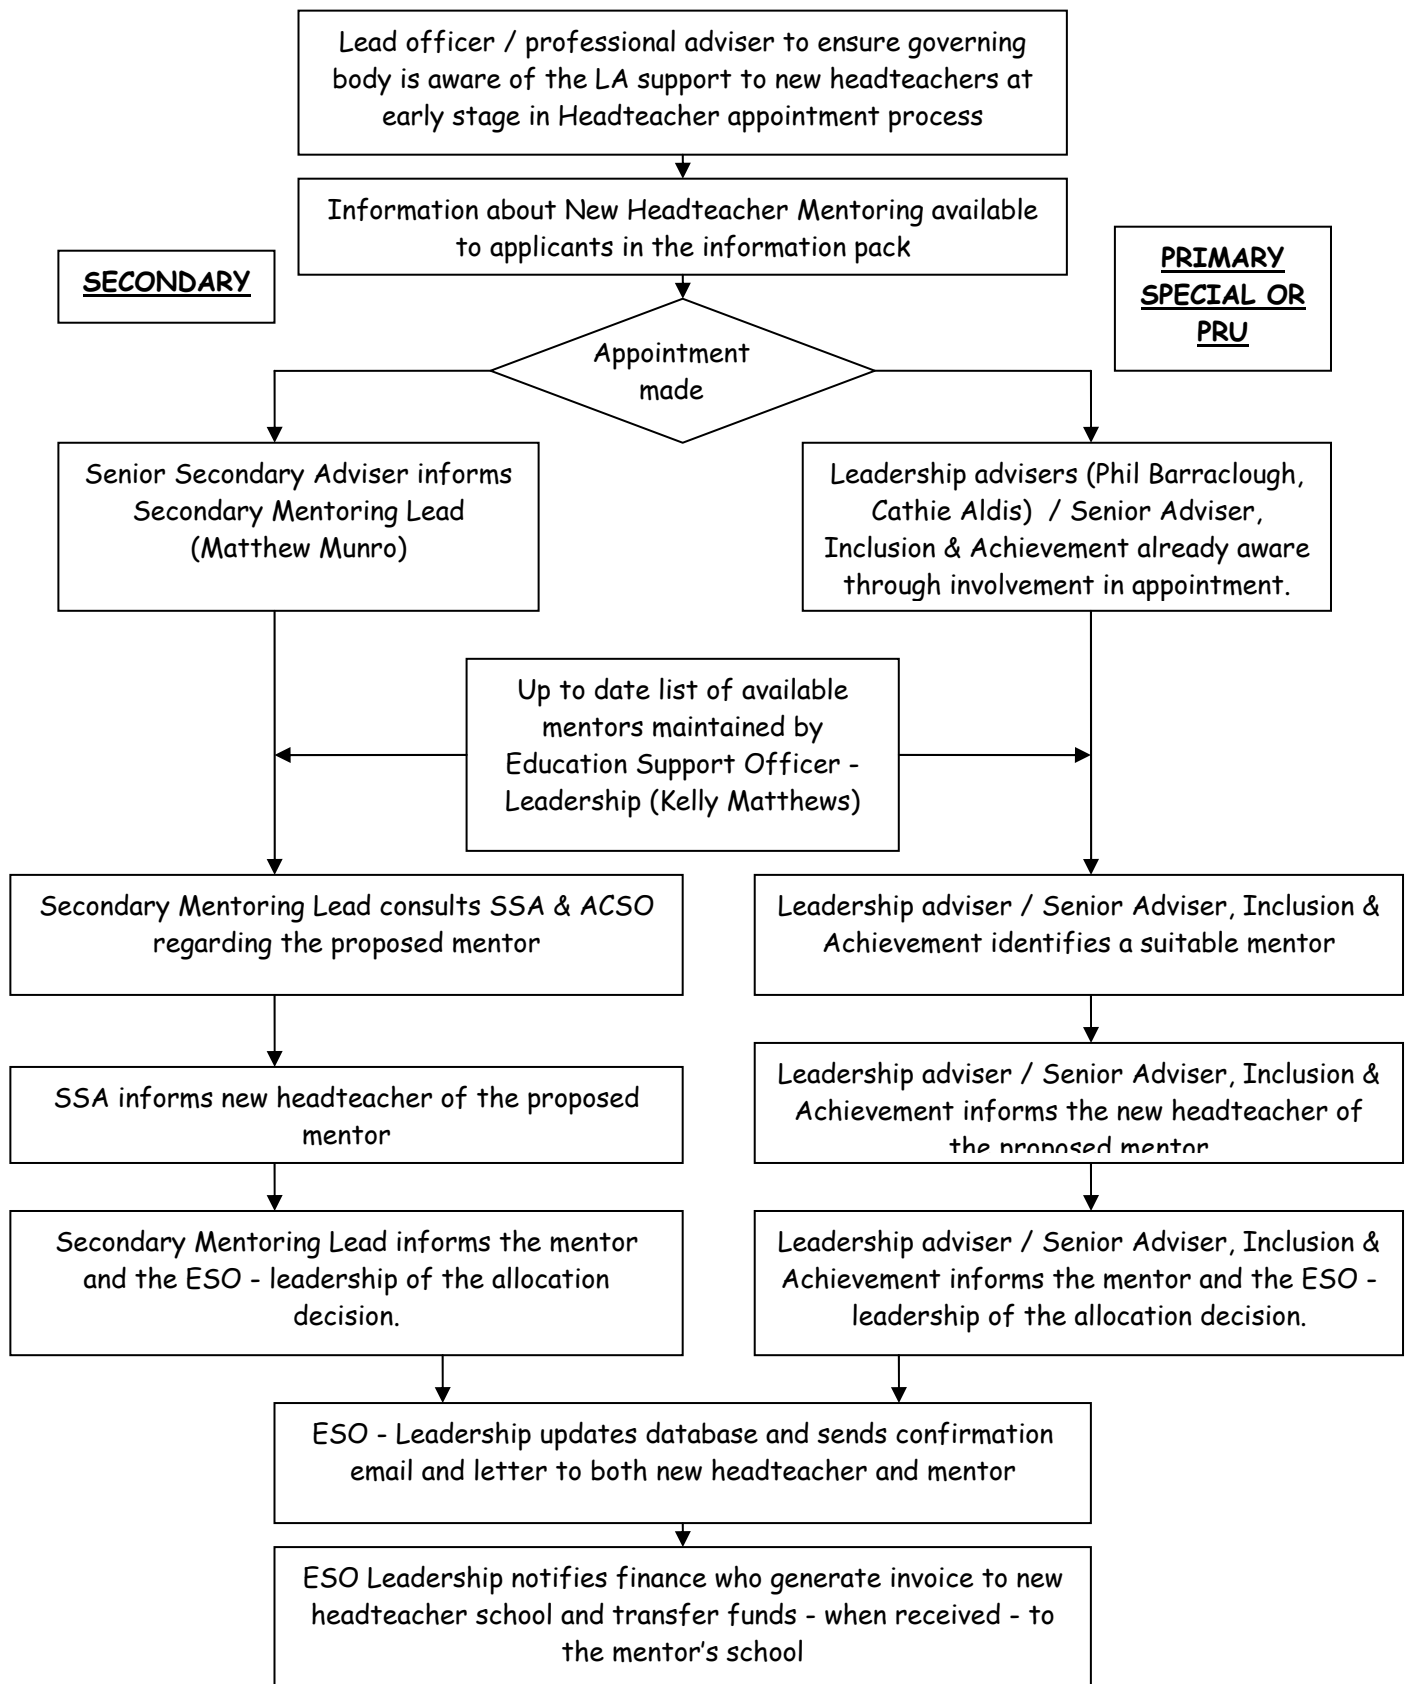 Lead officer / professional adviser to ensure governing
body is aware of the LA support to new headteachers at
early stage in Headteacher appointment process
Information about New Headteacher Mentoring available
to applicants in the information pack
SECONDARY
PRIMARY
SPECIAL OR
PRU
Appointment
made
Senior Secondary Adviser informs
Secondary Mentoring Lead
(Matthew Munro)
Leadership advisers (Phil Barraclough,
Cathie Aldis) / Senior Adviser,
Inclusion & Achievement already aware
through involvement in appointment.
Up to date list of available
mentors maintained by
Education Support Officer -
Leadership (Kelly Matthews)
Secondary Mentoring Lead consults SSA & ACSO
regarding the proposed mentor
Leadership adviser / Senior Adviser, Inclusion &
Achievement identifies a suitable mentor
SSA informs new headteacher of the proposed
mentor
Leadership adviser / Senior Adviser, Inclusion &
Achievement informs the new headteacher of
the proposed mentor
Secondary Mentoring Lead informs the mentor
and the ESO - leadership of the allocation
decision.
Leadership adviser / Senior Adviser, Inclusion &
Achievement informs the mentor and the ESO -
leadership of the allocation decision.
ESO - Leadership updates database and sends confirmation
email and letter to both new headteacher and mentor
ESO Leadership notifies finance who generate invoice to new
headteacher school and transfer funds - when received - to
the mentor's school